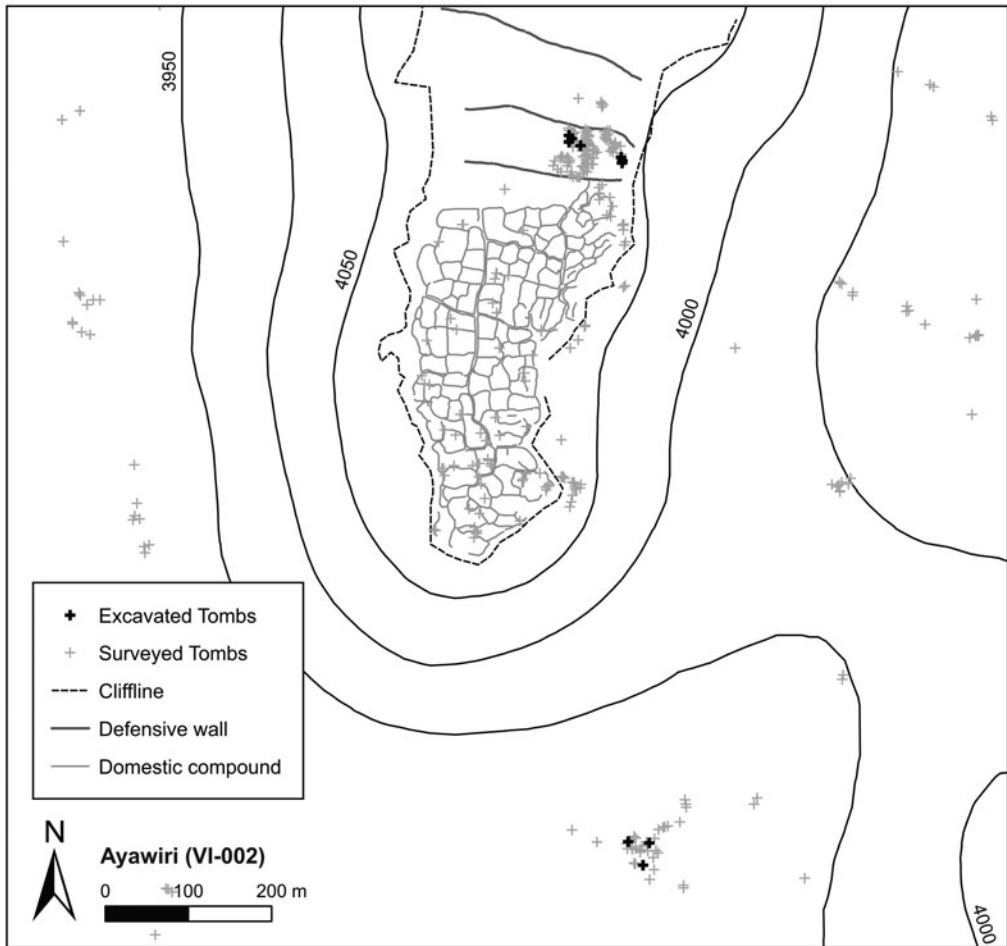 3950
4050
4000
Excavated Tombs
Surveyed Tombs
Cliffline
Defensive wall
Domestic compound
N
Ayawiri (VI-002)
0 100 200 m
4000